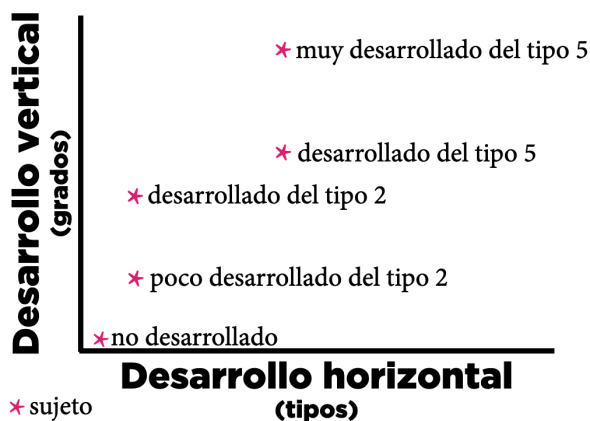 Desarrollo vertical
(grados)
muy desarrollado del tipo 5
desarrollado del tipo 5
desarrollado del tipo 2
poco desarrollado del tipo 2
no desarrollado
Desarrollo horizontal
(tipos)
sujeto